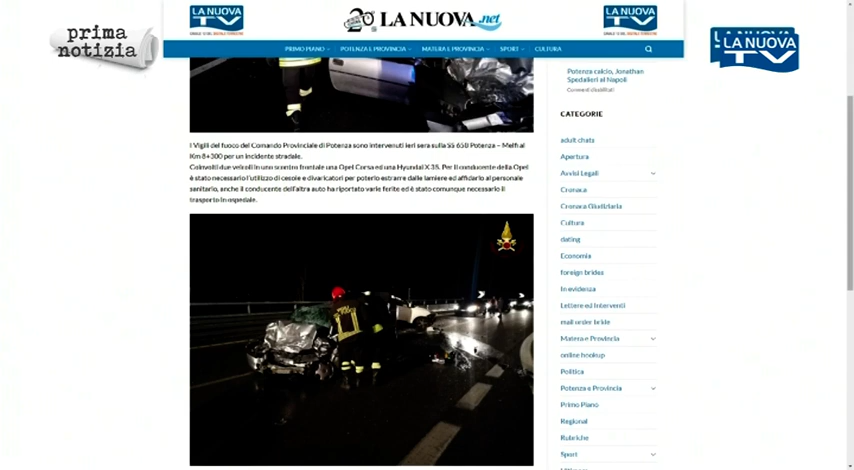 prima
notizia
LA NUOVA
TV
LA NUOVA.net
LA NUOVA
TV
LA NUOVA
TV
PRIMO PIANO
POTENZA E PROVINCIA
MATERA E PROVINCIA
SPORT
CULTURA
I Vigili del fuoco del Comando Provinciale di Potenza sono intervenuti ieri sera sulla SS 658 Potenza – Melfi al
Km 8+300 per un incidente stradale.
Coinvolti due veicoli in uno scontro frontale una Opel Corsa ed una Hyundai X 35. Per il conducente della Opel
è stato necessario l'utilizzo di cesoie e divaricatori per poterlo estrarre dalle lamiere ed affidarlo al personale
sanitario, anche il conducente dell'altra auto ha riportato varie ferite ed è stato comunque necessario il
trasporto in ospedale.
Potenza calcio, Jonathan
Spedalieri al Napoli
CATEGORIE
adult chats
Apertura
Avvisi Legali
Cronaca
Cronaca Giudiziaria
Cultura
dating
Economia
foreign brides
In evidenza
Lettere ed Interventi
mail order bride
Matera e Provincia
online hookup
Politica
Potenza e Provincia
Primo Piano
Regional
Rubriche
Sport